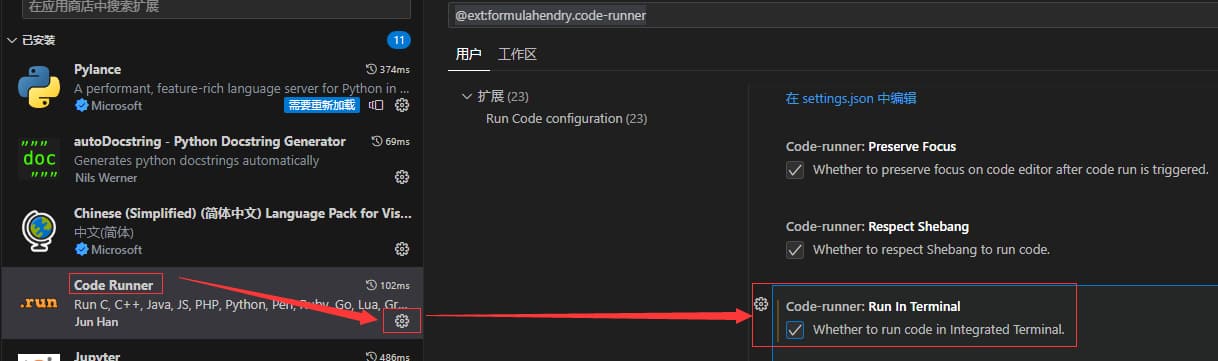 在应用商店中搜索扩展
已安装
11
Pylance
374ms
A performant, feature-rich language server for Python in ...
Microsoft
需要重新加载
"""
doc
"""
autoDocstring - Python Docstring Generator
69ms
Generates python docstrings automatically
Nils Werner
Chinese (Simplified) (简体中文) Language Pack for Vis...
中文(简体)
Microsoft
.run
Code Runner
102ms
Run C, C++, Java, JS, PHP, Python, Perl, Ruby, Go, Lua, Gr...
Jun Han
Jupyter
486ms
@ext:formulahendry.code-runner
用户
工作区
扩展 (23)
Run Code configuration (23)
在 settings.json 中编辑
Code-runner: Preserve Focus
Whether to preserve focus on code editor after code run is triggered.
Code-runner: Respect Shebang
Whether to respect Shebang to run code.
Code-runner: Run In Terminal
Whether to run code in Integrated Terminal.